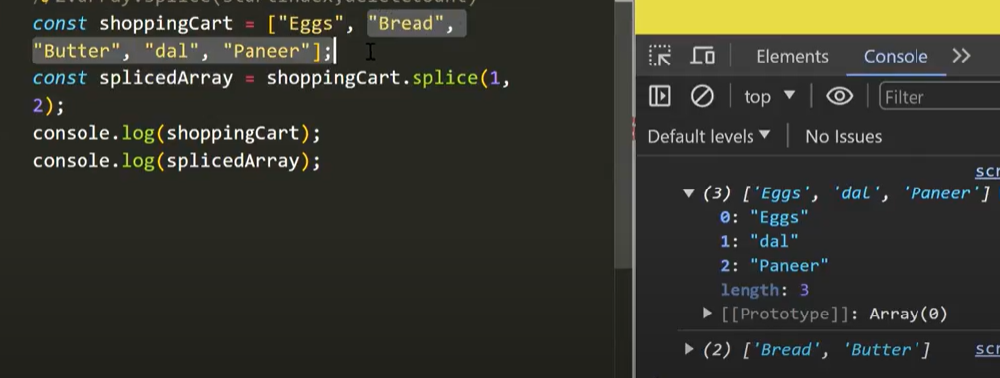 const shoppingCart = ["Eggs", "Bread",
"Butter", "dal", "Paneer"];
const splicedArray = shoppingCart.splice(1,
2);
console.log(shoppingCart);
console.log(splicedArray);
Elements Console
top Filter
Default levels No Issues
(3) ['Eggs', 'dal', 'Paneer']
0: "Eggs"
1: "dal"
2: "Paneer"
length: 3
[[Prototype]]: Array(0)
(2) ['Bread', 'Butter']